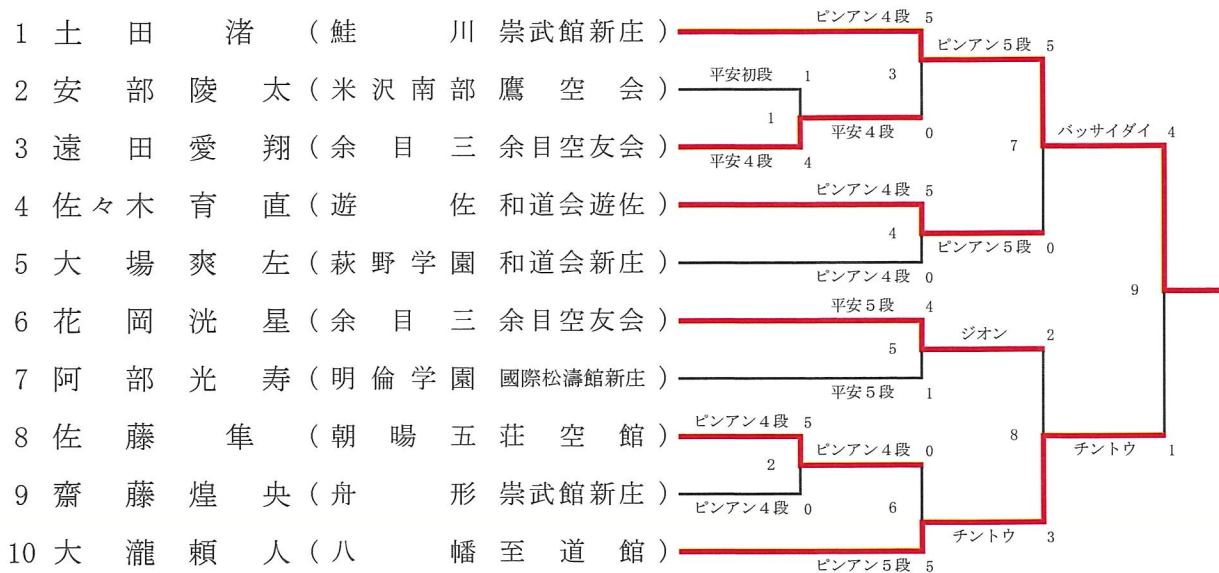 ピンアン４段 5
1 土田 渚 （鮭川 崇武館新庄）
ピンアン５段 5
平安初段 1
3
2 安部陵太（米沢南部 鷹空会）
1
平安４段 0
バッサイダイ 4
7
3 遠田愛翔（余目三 余目空友会）
平安４段 4
ピンアン４段 5
4 佐々木育直（遊佐 和道会遊佐）
4
ピンアン５段 0
5 大場爽左（萩野学園 和道会新庄）
ピンアン４段 0
9
平安５段 4
6 花岡洸星（余目三 余目空友会）
ジオン 2
5
7 阿部光寿（明倫学園 國際松濤館新庄）
平安５段 1
ピンアン４段 5
8 佐藤 隼 （朝暘五 荘空館）
ピンアン４段 0
8
チントウ 1
2
9 齋藤煌央（舟形 崇武館新庄）
ピンアン４段 0
6
チントウ 3
10 大瀧頼人（八幡 至道館）
ピンアン５段 5